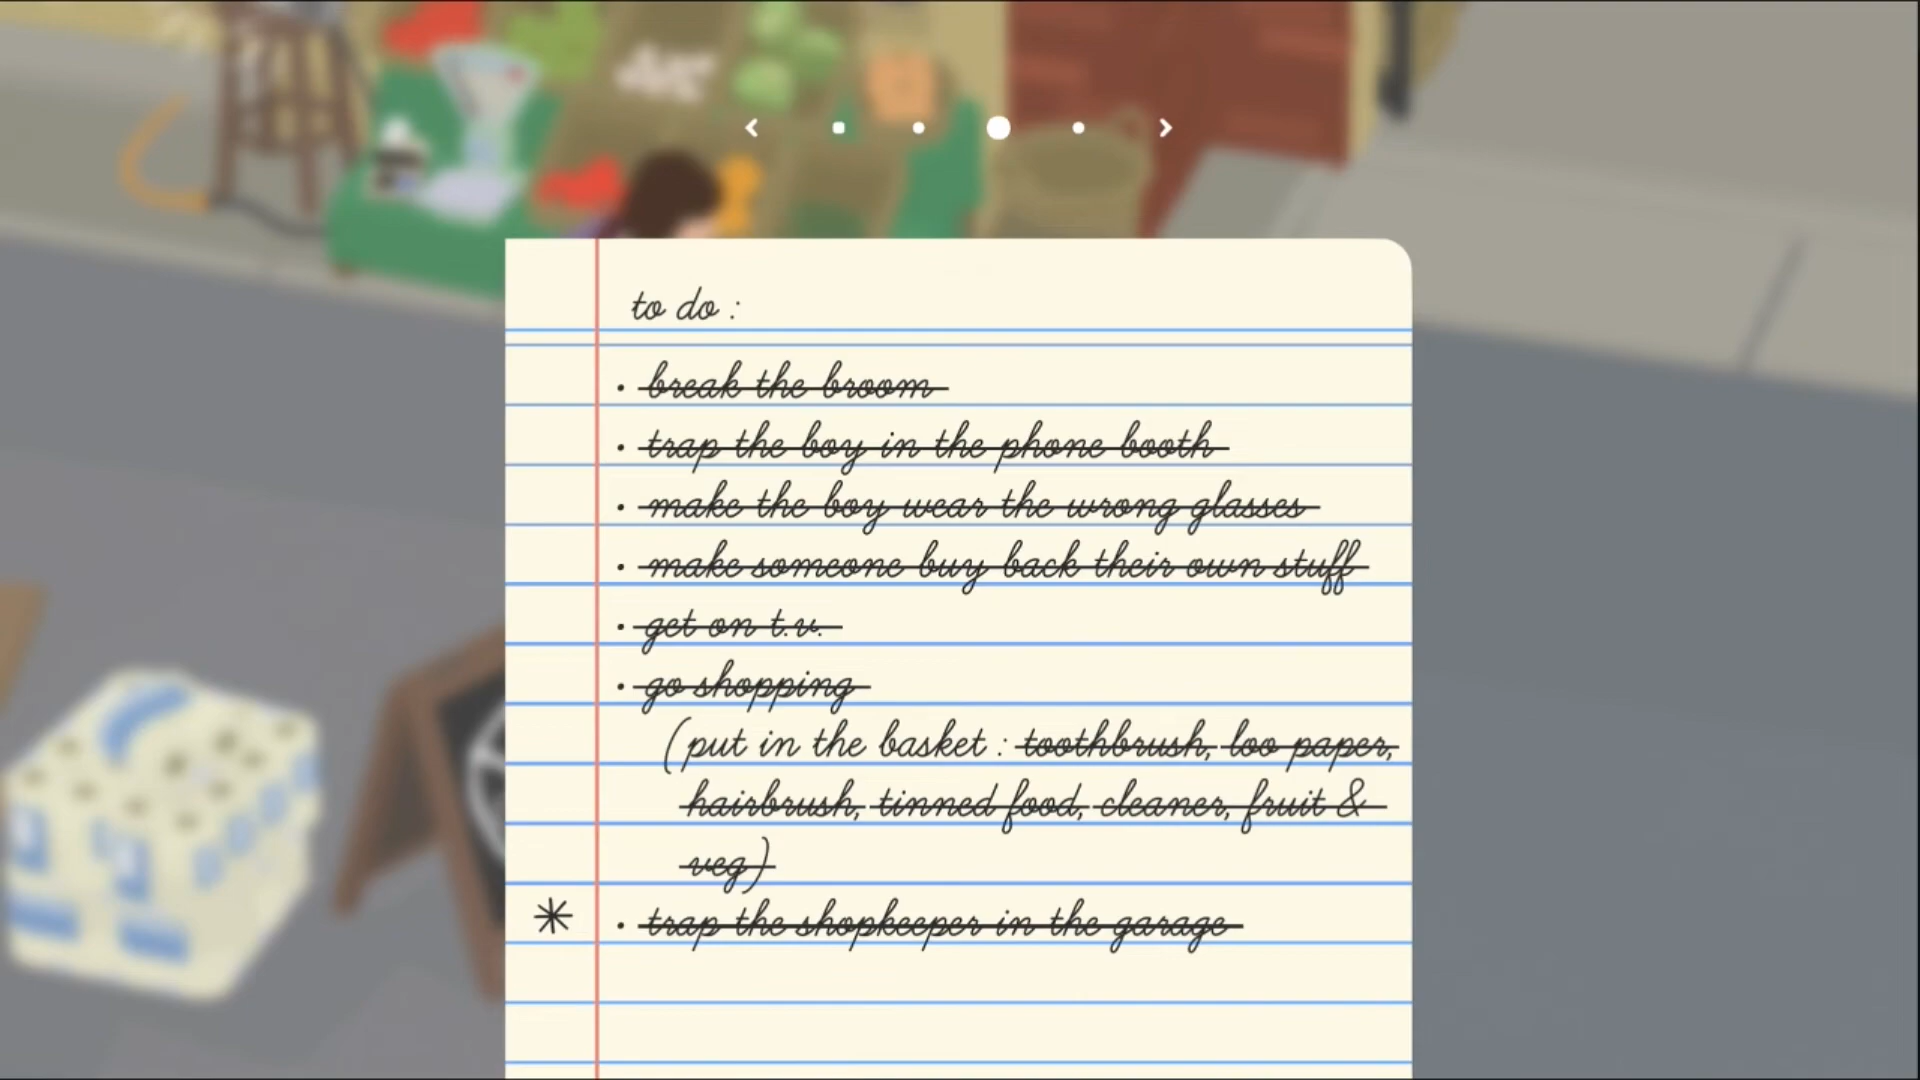 to do :
• break the broom
• trap the boy in the phone booth
• make the boy wear the wrong glasses
• make someone buy back their own stuff
• get on t.v.
• go shopping
(put in the basket : toothbrush, loo paper,
hairbrush, tinned food, cleaner, fruit &
veg)
* • trap the shopkeeper in the garage